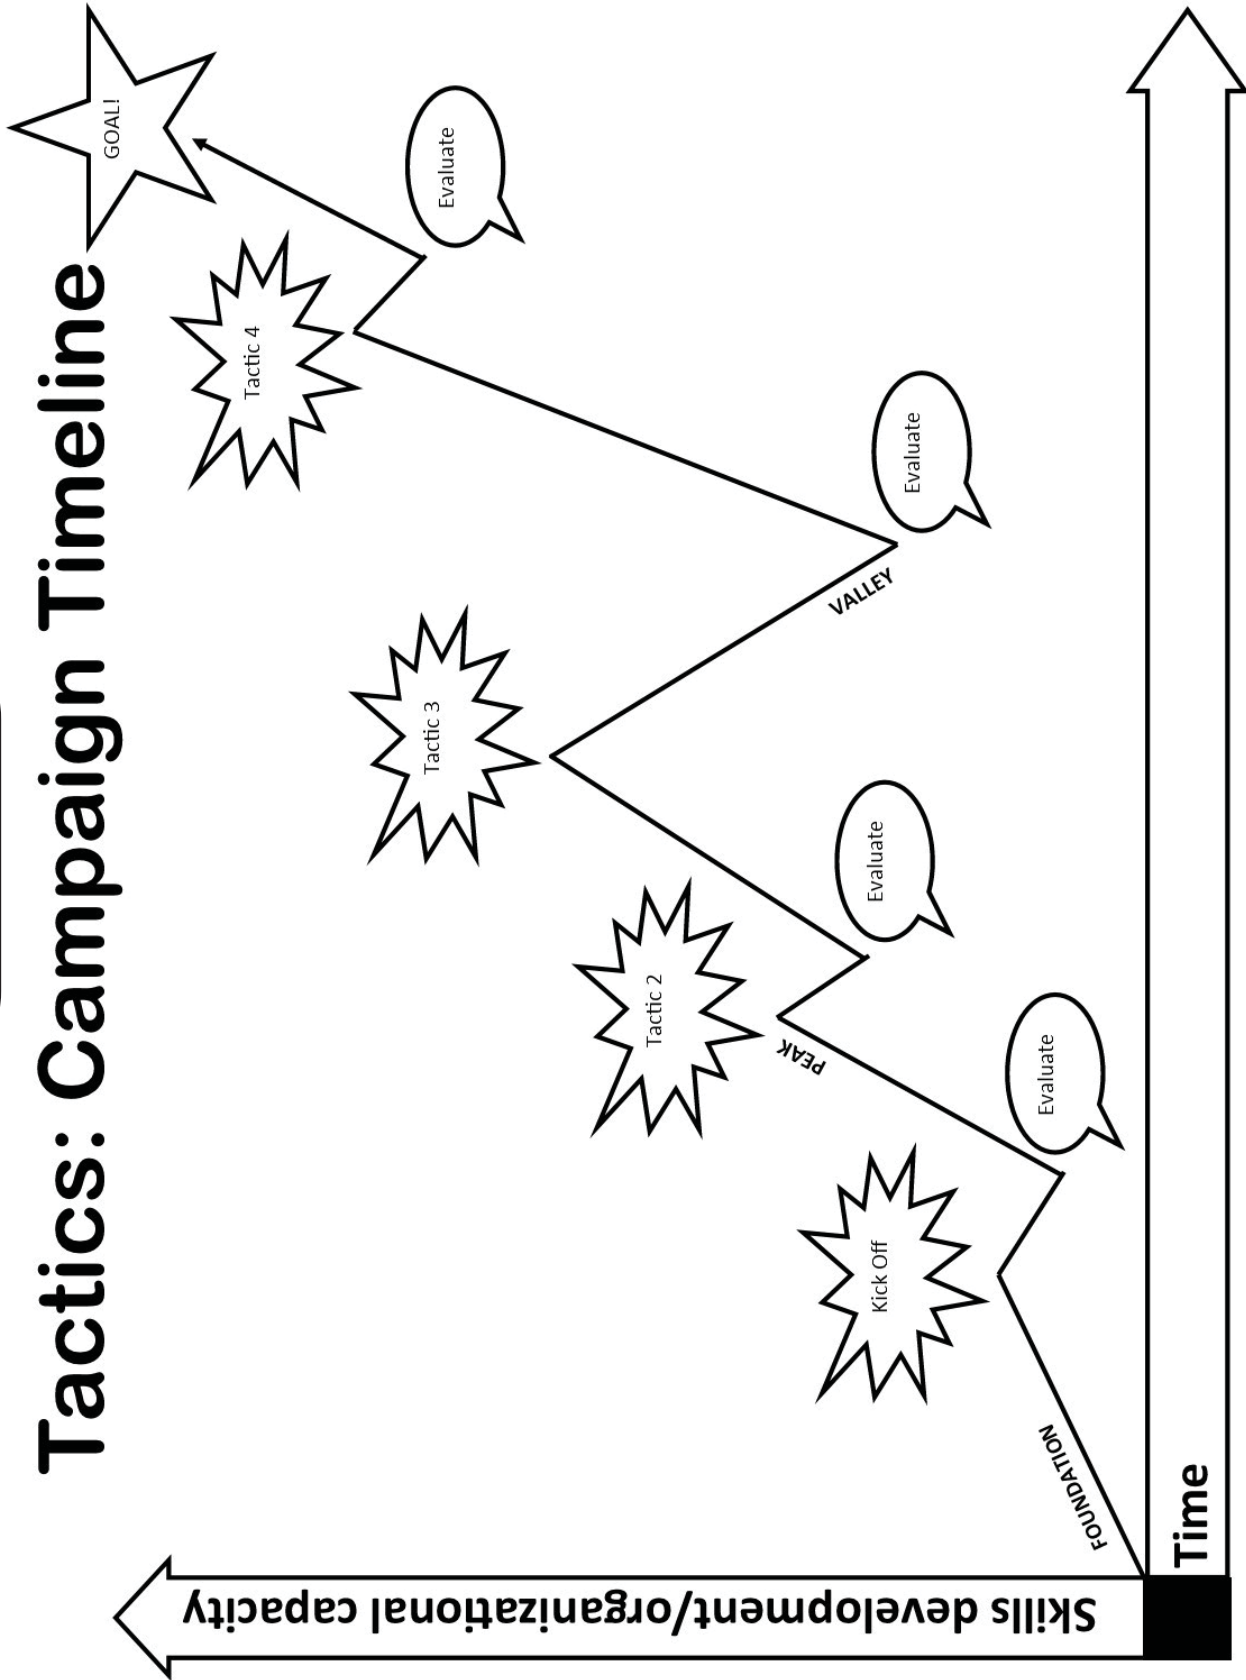 Tactics: Campaign Timeline
GOAL!
Tactic 4
Evaluate
Tactic 3
Evaluate
VALLEY
Tactic 2
Evaluate
PEAK
Kick Off
Evaluate
FOUNDATION
Skills development/organizational capacity
Time